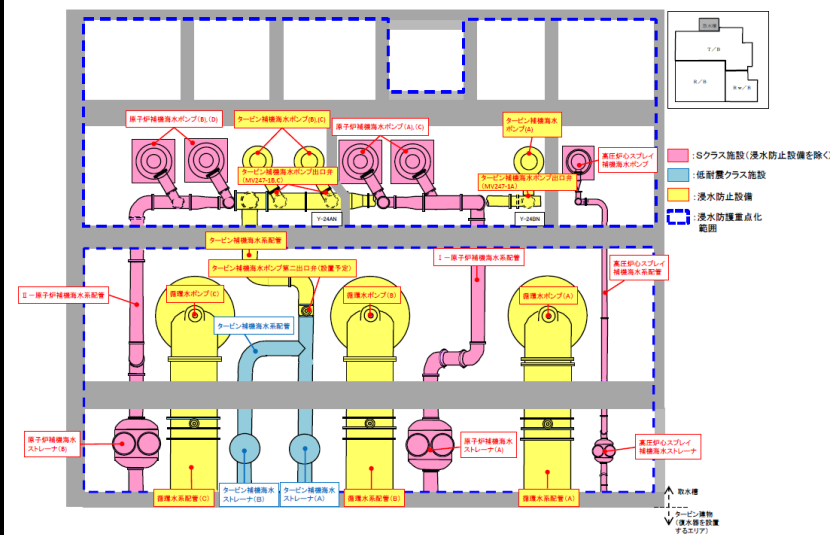 取水槽
T／B
R／B
Rw／B
原子炉補機海水ポンプ(B),(D)
タービン補機海水ポンプ(B),(C)
原子炉補機海水ポンプ(A),(C)
タービン補機海水
ポンプ(A)
高圧炉心スプレイ
補機海水ポンプ
:Sクラス施設(浸水防止設備を除く)
:低耐震クラス施設
:浸水防止設備
:浸水防護重点化
範囲
タービン補機海水ポンプ出口弁
(MV247-1B,C)
タービン補機海水ポンプ出口弁
(MV247-1A)
Y-24AN
Y-24BN
タービン補機海水系配管
タービン補機海水ポンプ第二出口弁(設置予定)
Ⅰ－原子炉補機海水系配管
高圧炉心スプレイ
補機海水系配管
Ⅱ－原子炉補機海水系配管
循環水ポンプ(C)
循環水ポンプ(B)
循環水ポンプ(A)
タービン補機海水系配管
原子炉補機海水
ストレーナ(B)
原子炉補機海水
ストレーナ(A)
高圧炉心スプレイ
補機海水ストレーナ
循環水系配管(C)
タービン補機海水
ストレーナ(B)
タービン補機海水
ストレーナ(A)
循環水系配管(B)
循環水系配管(A)
取水槽
タービン建物
(復水器を設置
するエリア)